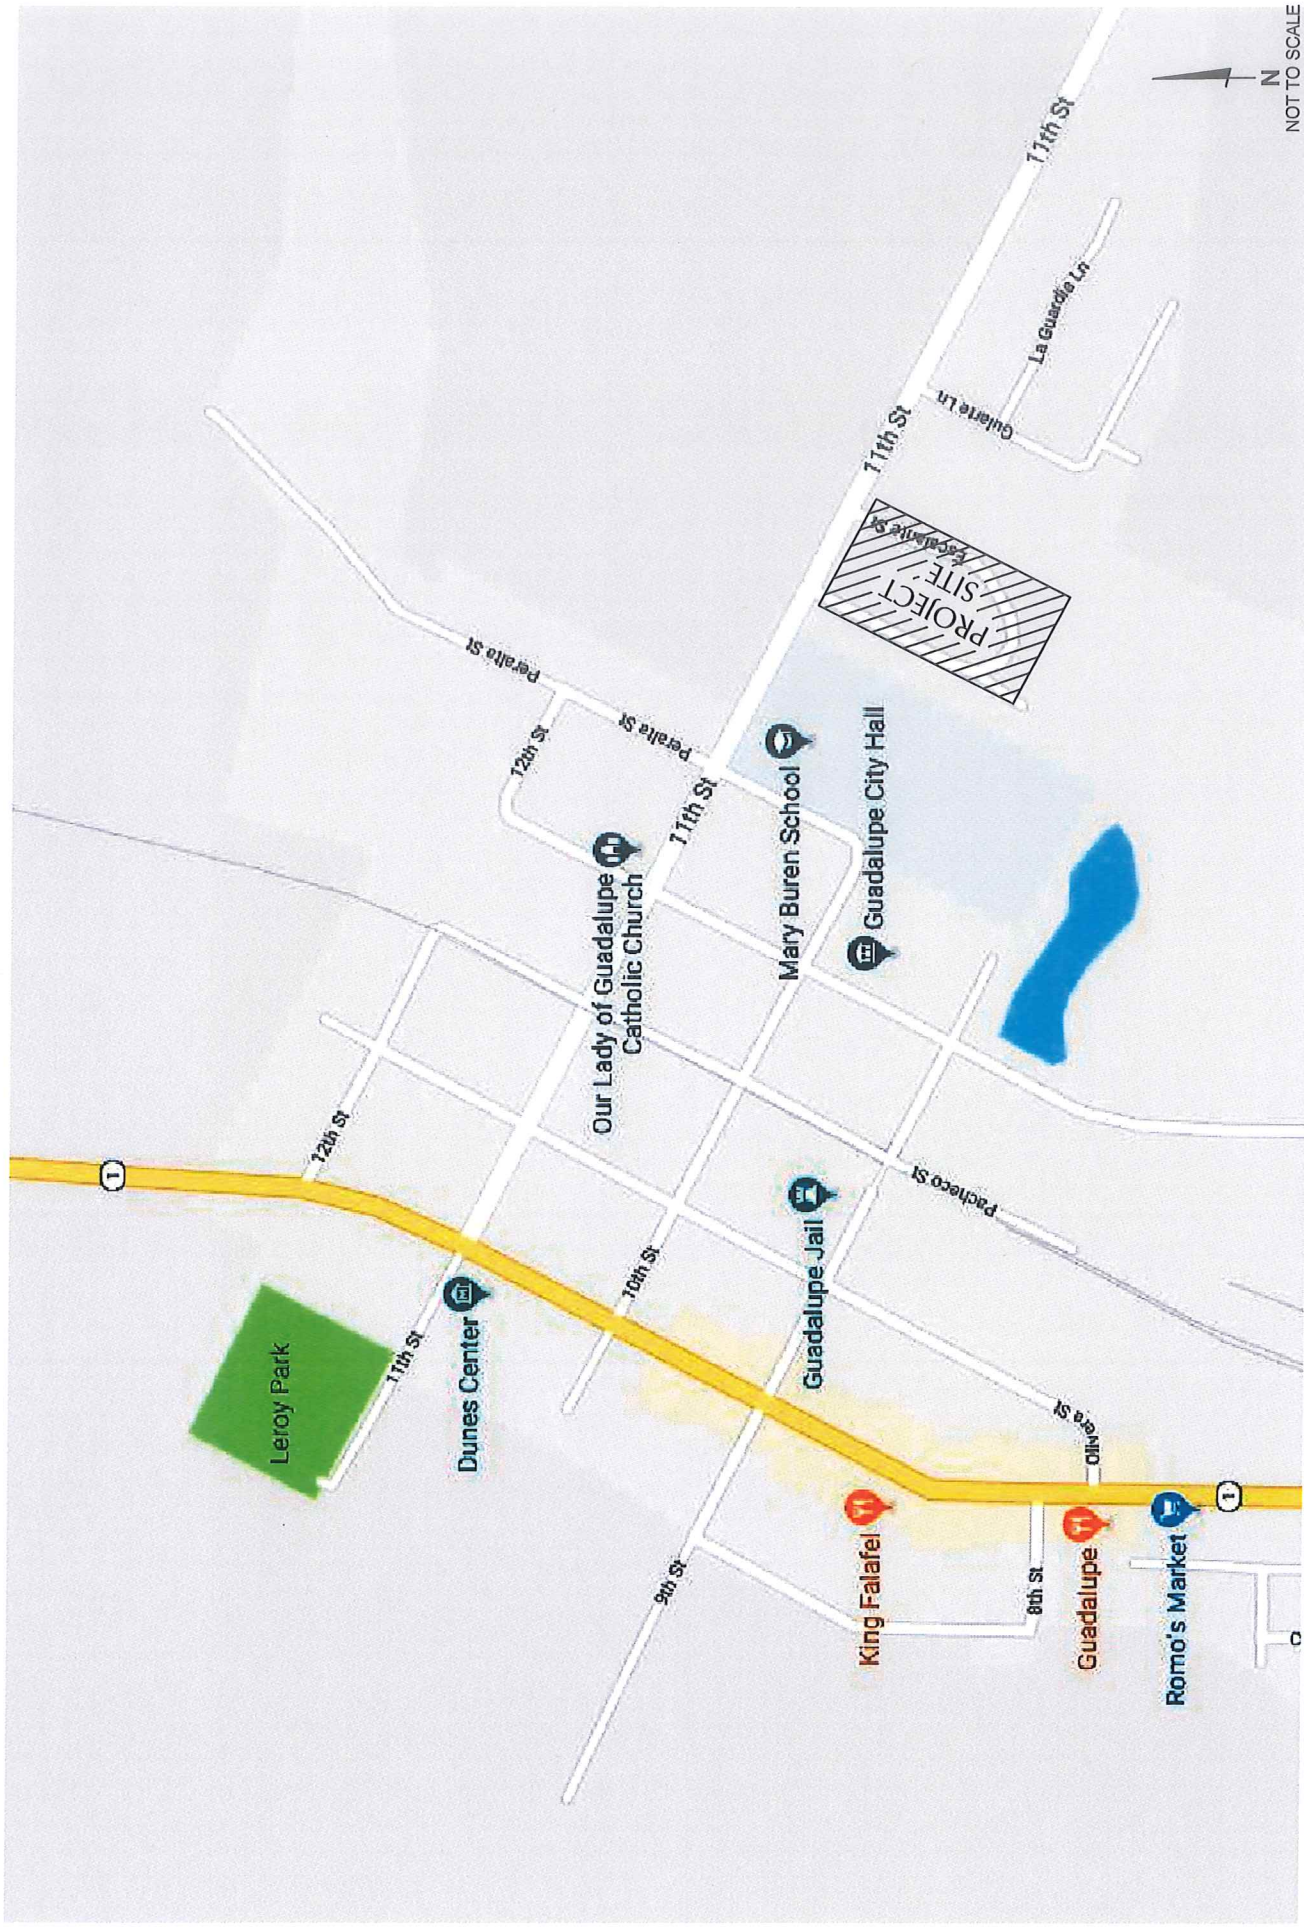 1
Leroy Park
12th St
11th St
Dunes Center
Peralta St
12th St
Our Lady of Guadalupe
Catholic Church
10th St
Peralta St
9th St
11th St
Mary Buren School
Guadalupe Jail
King Falafel
Guadalupe City Hall
11th St
Escalante St
PROJECT
SITE
Pacheco St
Gularte Ln
8th St
11th St
La Guardia Ln
Olivera St
Guadalupe
Romo's Market
1
N
NOT TO SCALE